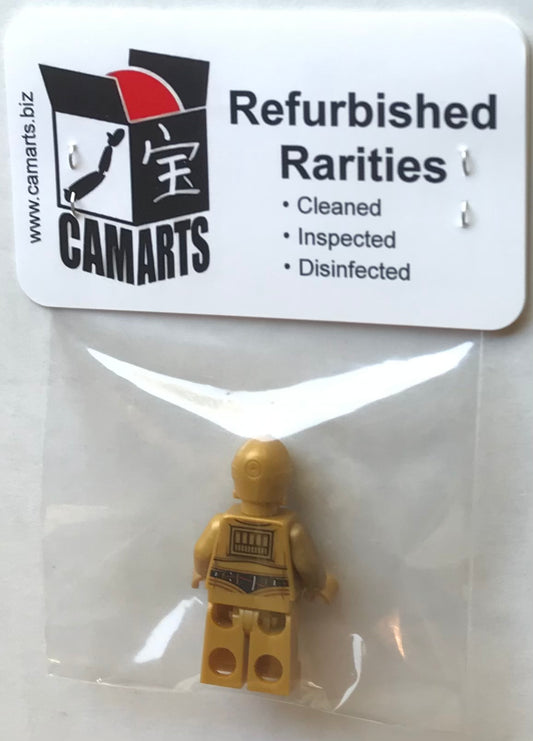 www.camarts.biz
宝
CAMARTS
Refurbished
Rarities
• Cleaned
• Inspected
• Disinfected